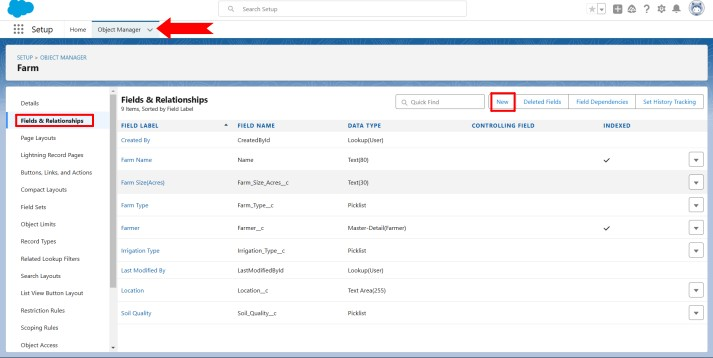 Search Setup
Setup
Home
Object Manager
SETUP > OBJECT MANAGER
Farm
Details
Fields & Relationships
Page Layouts
Lightning Record Pages
Buttons, Links, and Actions
Compact Layouts
Field Sets
Object Limits
Record Types
Related Lookup Filters
Search Layouts
List View Button Layout
Restriction Rules
Scoping Rules
Object Access
Fields & Relationships
9 Items, Sorted by Field Label
Quick Find
New
Deleted Fields
Field Dependencies
Set History Tracking
FIELD LABEL FIELD NAME DATA TYPE CONTROLLING FIELD INDEXED
Created By CreatedById Lookup(User)
Farm Name Name Text(80)
Farm Size(Acres) Farm_Size_Acres__c Text(30)
Farm Type Farm_Type__c Picklist
Farmer Farmer__c Master-Detail(Farmer)
Irrigation Type Irrigation_Type__c Picklist
Last Modified By LastModifiedById Lookup(User)
Location Location__c Text Area(255)
Soil Quality Soil_Quality__c Picklist